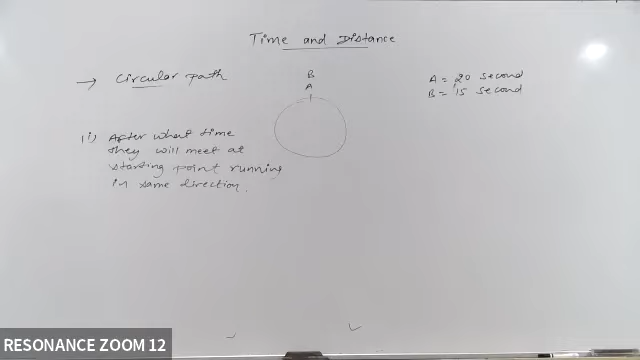 Time and Distance
→ Circular path
B
A
A = 20 second
B = 15 second
(i) After what time
they will meet at
starting point running
in same direction.
RESONANCE ZOOM 12